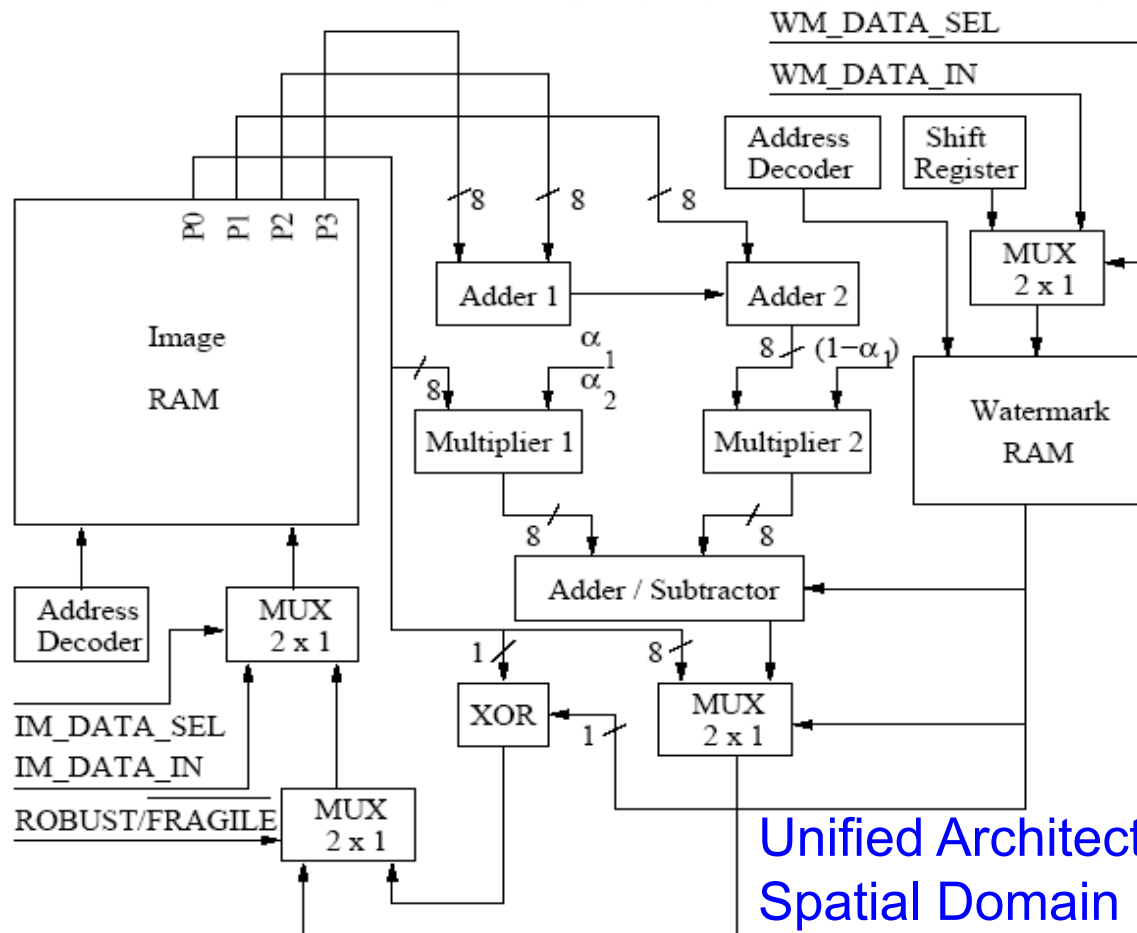 WM_DATA_SEL
WM_DATA_IN
Address
Decoder
Shift
Register
8
8
8
P0
P1
P2
P3
MUX
2 x 1
Adder 1
Adder 2
Image
RAM
α1
α2
8
8
(1−α1)
Multiplier 1
Multiplier 2
Watermark
RAM
8
8
Adder / Subtractor
Address
Decoder
MUX
2 x 1
1
8
XOR
1
MUX
2 x 1
IM_DATA_SEL
IM_DATA_IN
ROBUST/FRAGILE
MUX
2 x 1
Unified Architect
Spatial Domain